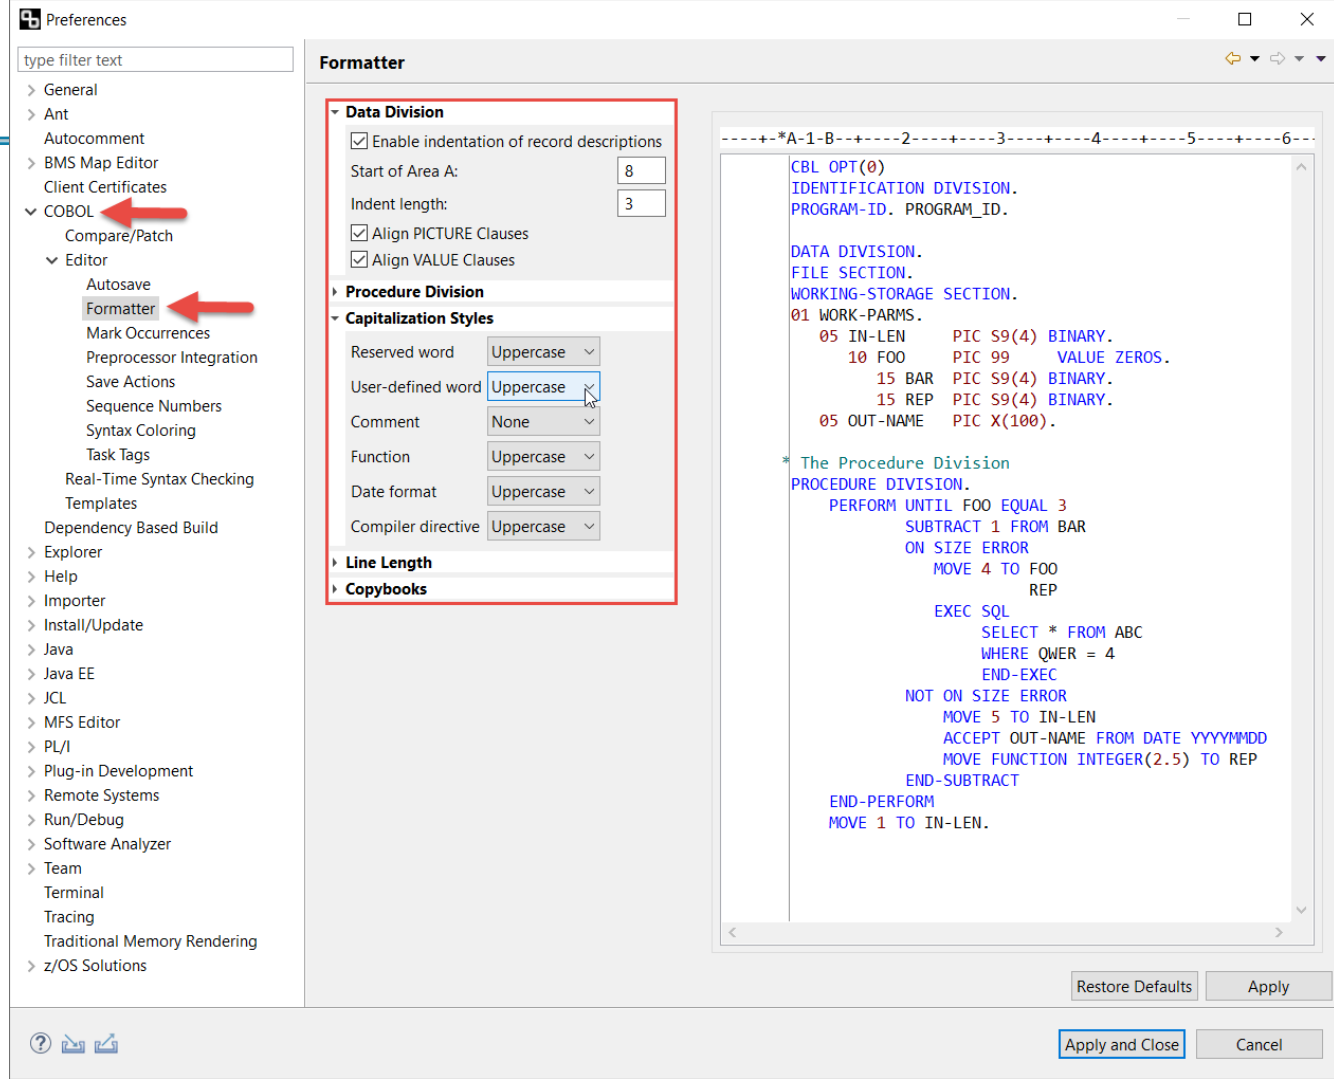 Preferences
type filter text
General
Ant
Autocomment
BMS Map Editor
Client Certificates
COBOL
Compare/Patch
Editor
Autosave
Formatter
Mark Occurrences
Preprocessor Integration
Save Actions
Sequence Numbers
Syntax Coloring
Task Tags
Real-Time Syntax Checking
Templates
Dependency Based Build
Explorer
Help
Importer
Install/Update
Java
Java EE
JCL
MFS Editor
PL/I
Plug-in Development
Remote Systems
Run/Debug
Software Analyzer
Team
Terminal
Tracing
Traditional Memory Rendering
z/OS Solutions
Formatter
Data Division
Enable indentation of record descriptions
Start of Area A: 8
Indent length: 3
Align PICTURE Clauses
Align VALUE Clauses
Procedure Division
Capitalization Styles
Reserved word Uppercase
User-defined word Uppercase
Comment None
Function Uppercase
Date format Uppercase
Compiler directive Uppercase
Line Length
Copybooks
----+-*A-1-B--+----2----+----3----+----4----+----5----+----6---
CBL OPT(0)
IDENTIFICATION DIVISION.
PROGRAM-ID. PROGRAM_ID.
DATA DIVISION.
FILE SECTION.
WORKING-STORAGE SECTION.
01 WORK-PARMS.
05 IN-LEN PIC S9(4) BINARY.
10 FOO PIC 99 VALUE ZEROS.
15 BAR PIC S9(4) BINARY.
15 REP PIC S9(4) BINARY.
05 OUT-NAME PIC X(100).
* The Procedure Division
PROCEDURE DIVISION.
PERFORM UNTIL FOO EQUAL 3
SUBTRACT 1 FROM BAR
ON SIZE ERROR
MOVE 4 TO FOO
REP
EXEC SQL
SELECT * FROM ABC
WHERE QWER = 4
END-EXEC
NOT ON SIZE ERROR
MOVE 5 TO IN-LEN
ACCEPT OUT-NAME FROM DATE YYYYMMDD
MOVE FUNCTION INTEGER(2.5) TO REP
END-SUBTRACT
END-PERFORM
MOVE 1 TO IN-LEN.
Restore Defaults
Apply
?
Apply and Close
Cancel